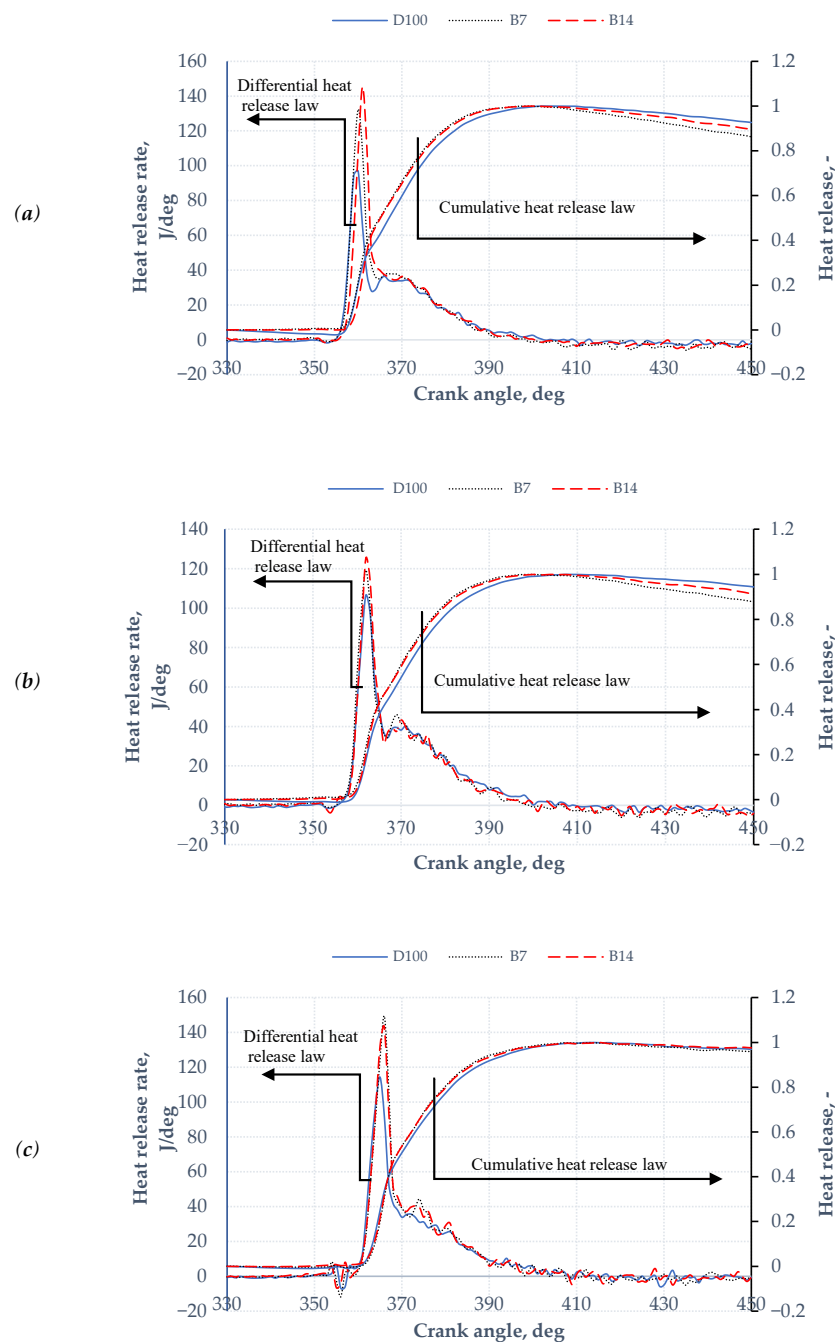 D100 B7 B14
160 1.2
140 1
120 0.8
100 0.6
80 0.4
60 0.2
40 0
20 −0.2
0
−20
Differential heat
release law
Cumulative heat release law
Heat release rate,
J/deg
Heat release, -
(a)
330 350 370 390 410 430 450
Crank angle, deg
D100 B7 B14
140 1.2
120 1
100 0.8
80 0.6
60 0.4
40 0.2
20 0
0 −0.2
−20
Differential heat
release law
Cumulative heat release law
Heat release rate,
J/deg
Heat release, -
(b)
330 350 370 390 410 430 450
Crank angle, deg
D100 B7 B14
160 1.2
140 1
120 0.8
100 0.6
80 0.4
60 0.2
40 0
20 −0.2
0
−20
Differential heat
release law
Cumulative heat release law
Heat release rate,
J/deg
Heat release, -
(c)
330 350 370 390 410 430 450
Crank angle, deg